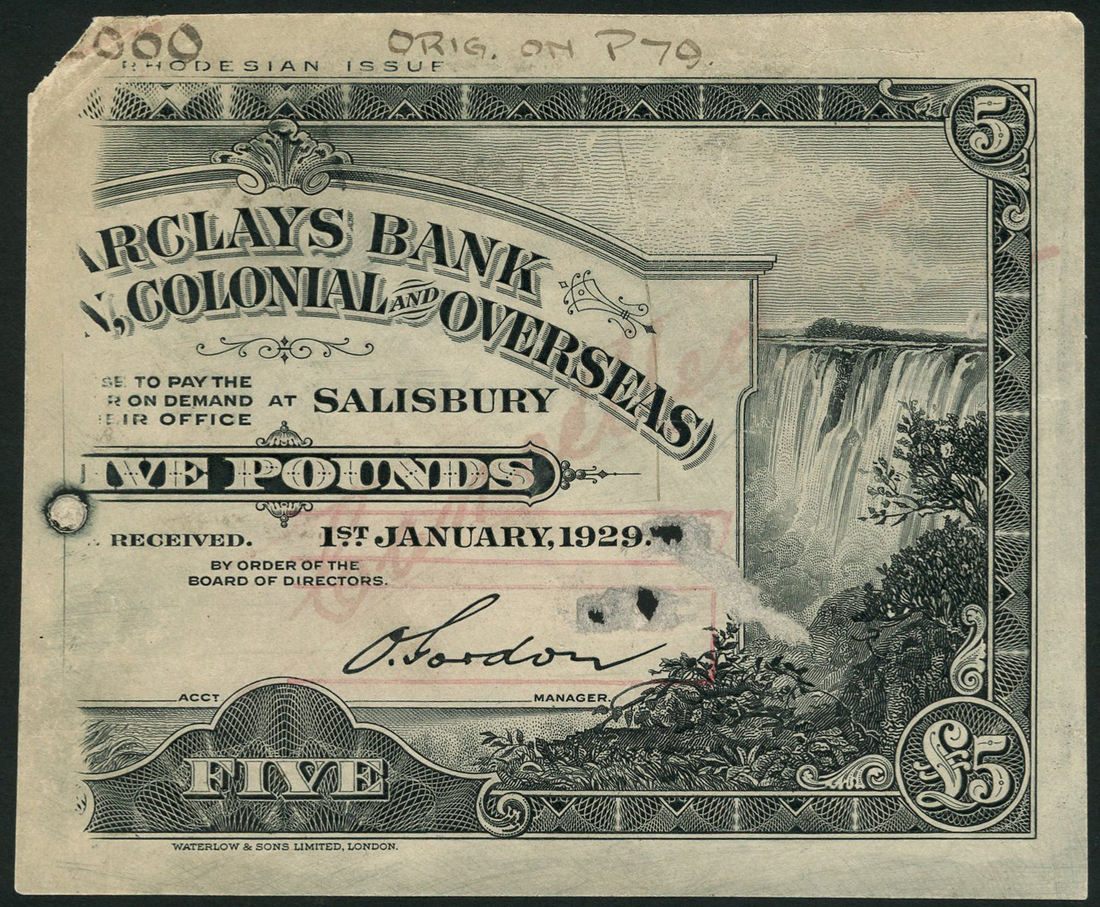 000 ORIG. ON P79.
RHODESIAN ISSUE
5
ARCLAYS BANK
N, COLONIAL AND OVERSEAS)
SE TO PAY THE
R ON DEMAND AT SALISBURY
EIR OFFICE
IVE POUNDS
RECEIVED. 1ST JANUARY, 1929.
BY ORDER OF THE
BOARD OF DIRECTORS.
O. Gordon
ACCT MANAGER.
FIVE
£5
WATERLOW & SONS LIMITED, LONDON.